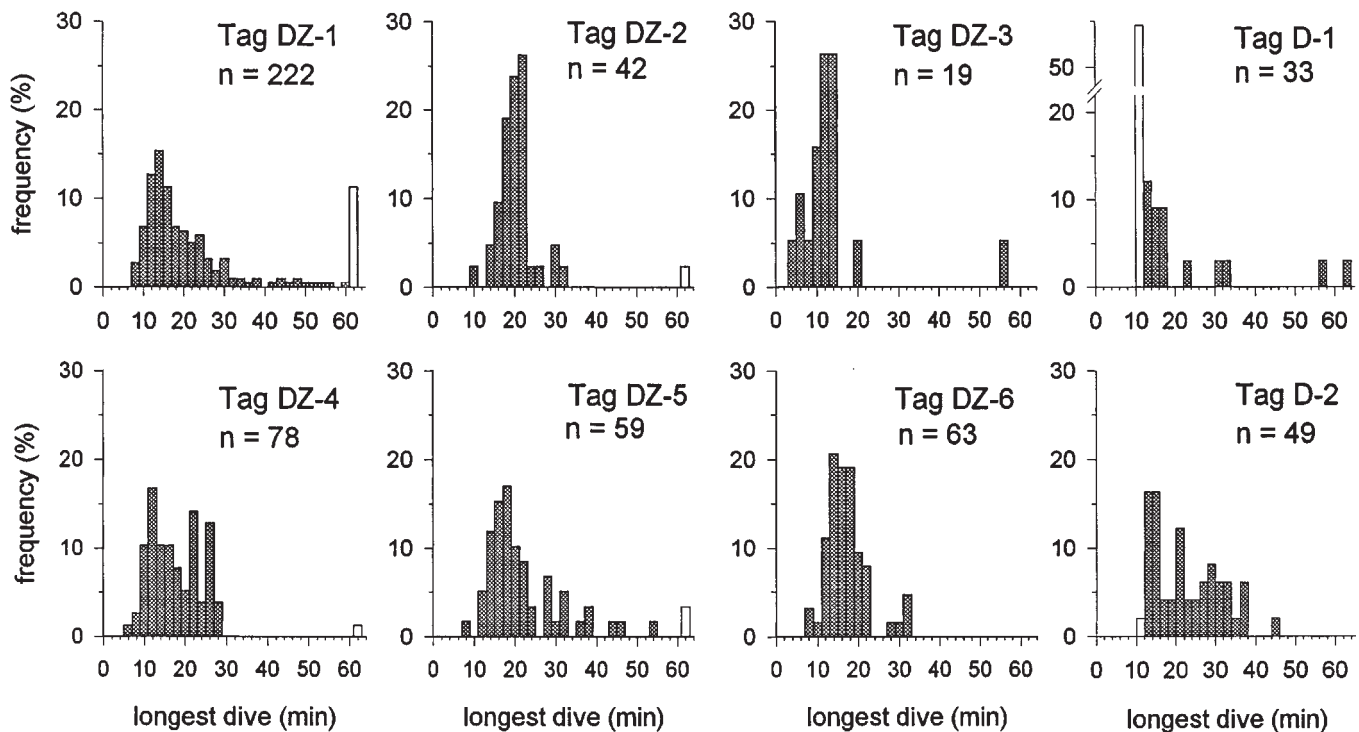 Tag DZ-1
n = 222
frequency (%)
30
20
10
0
0 10 20 30 40 50 60
Tag DZ-2
n = 42
30
20
10
0
0 10 20 30 40 50 60
Tag DZ-3
n = 19
30
20
10
0
0 10 20 30 40 50 60
Tag D-1
n = 33
50
20
10
0
0 10 20 30 40 50 60
Tag DZ-4
n = 78
frequency (%)
30
20
10
0
0 10 20 30 40 50 60
longest dive (min)
Tag DZ-5
n = 59
30
20
10
0
0 10 20 30 40 50 60
longest dive (min)
Tag DZ-6
n = 63
30
20
10
0
0 10 20 30 40 50 60
longest dive (min)
Tag D-2
n = 49
30
20
10
0
0 10 20 30 40 50 60
longest dive (min)